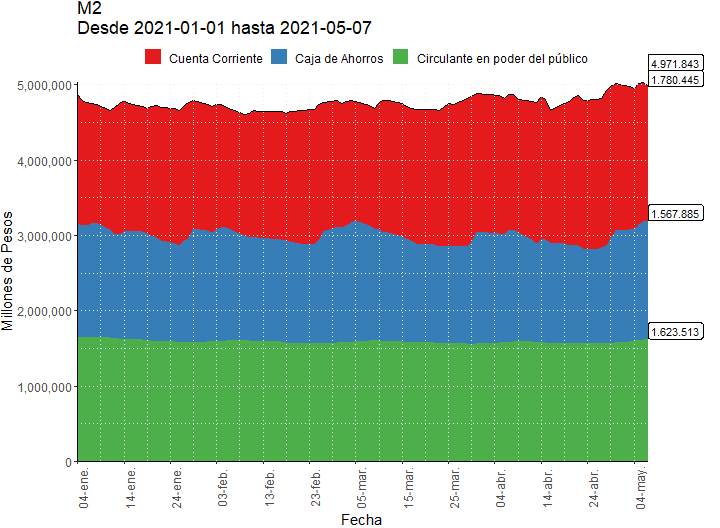 M2
Desde 2021-01-01 hasta 2021-05-07
Cuenta Corriente
Caja de Ahorros
Circulante en poder del público
4.971.843
1.780.445
1.567.885
1.623.513
5,000,000
4,000,000
3,000,000
2,000,000
1,000,000
0
Millones de Pesos
04-ene.
14-ene.
24-ene.
03-feb.
13-feb.
23-feb.
05-mar.
15-mar.
25-mar.
04-abr.
14-abr.
24-abr.
04-may.
Fecha